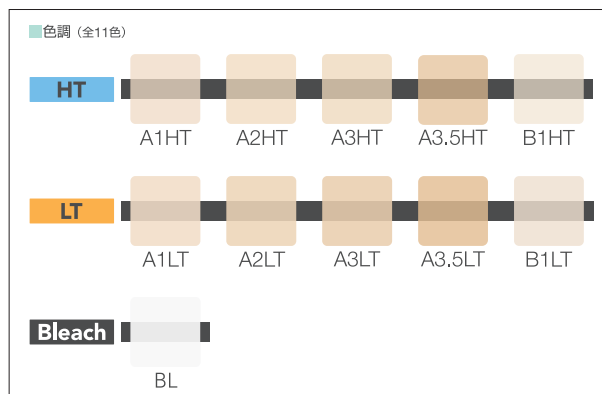 色調（全11色）
HT
A1HT A2HT A3HT A3.5HT B1HT
LT
A1LT A2LT A3LT A3.5LT B1LT
Bleach
BL